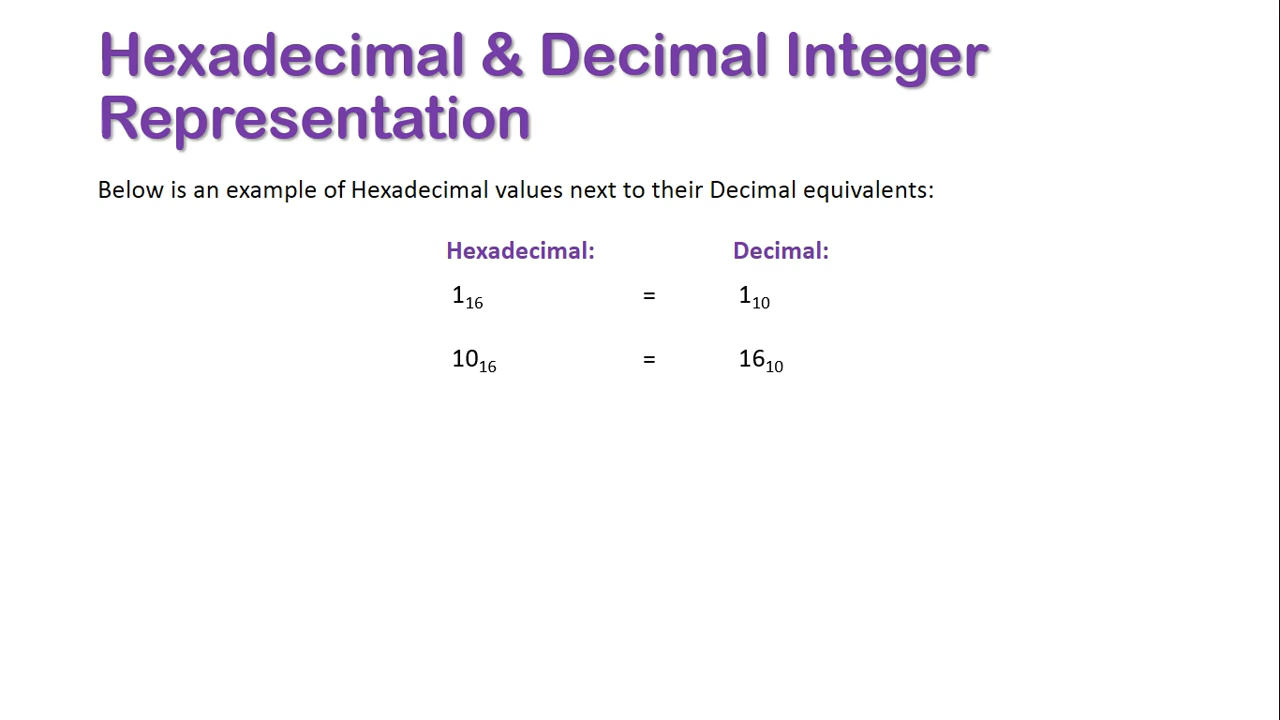 Hexadecimal & Decimal Integer
Representation
Below is an example of Hexadecimal values next to their Decimal equivalents:
Hexadecimal: Decimal:
1₁₆ = 1₁₀
10₁₆ = 16₁₀